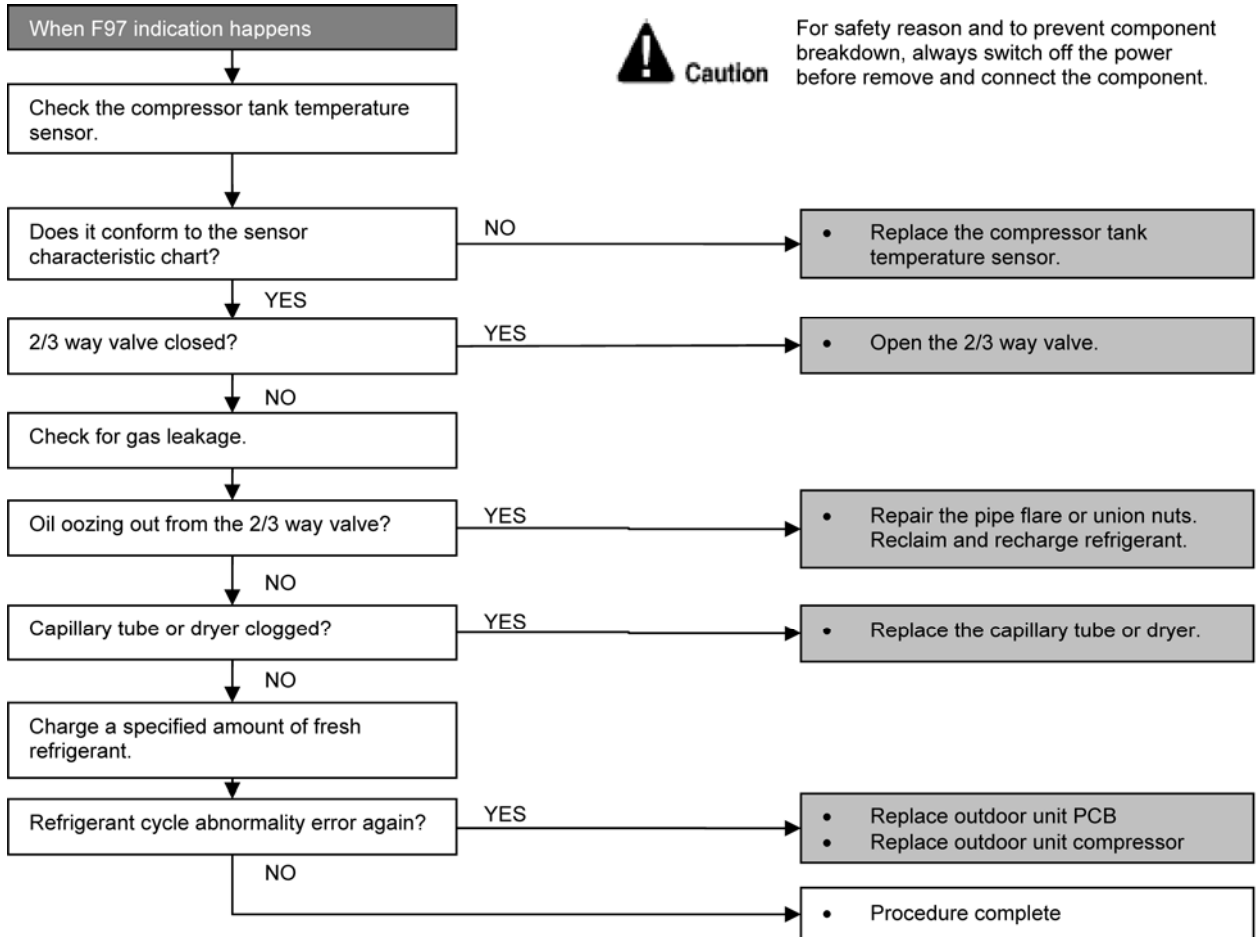 When F97 indication happens
Caution
For safety reason and to prevent component
breakdown, always switch off the power
before remove and connect the component.
Check the compressor tank temperature
sensor.
Does it conform to the sensor
characteristic chart?
NO
• Replace the compressor tank
temperature sensor.
YES
2/3 way valve closed?
YES
• Open the 2/3 way valve.
NO
Check for gas leakage.
Oil oozing out from the 2/3 way valve?
YES
• Repair the pipe flare or union nuts.
Reclaim and recharge refrigerant.
NO
Capillary tube or dryer clogged?
YES
• Replace the capillary tube or dryer.
NO
Charge a specified amount of fresh
refrigerant.
Refrigerant cycle abnormality error again?
YES
• Replace outdoor unit PCB
• Replace outdoor unit compressor
NO
• Procedure complete